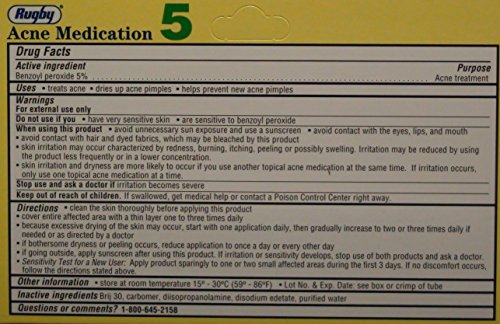 Rugby
Acne Medication 5
Drug Facts
Active ingredient Purpose
Benzoyl peroxide 5% Acne treatment
Uses • treats acne • dries up acne pimples • helps prevent new acne pimples
Warnings
For external use only
Do not use if you • have very sensitive skin • are sensitive to benzoyl peroxide
When using this product • avoid unnecessary sun exposure and use a sunscreen • avoid contact with the eyes, lips, and mouth
• avoid contact with hair and dyed fabrics, which may be bleached by this product
• skin irritation may occur characterized by redness, burning, itching, peeling or possibly swelling. Irritation may be reduced by using
the product less frequently or in a lower concentration.
• skin irritation and dryness are more likely to occur if you use another topical acne medication at the same time. If irritation occurs,
only use one topical acne medication at a time.
Stop use and ask a doctor if irritation becomes severe
Keep out of reach of children. If swallowed, get medical help or contact a Poison Control Center right away.
Directions • clean the skin thoroughly before applying this product
• cover entire affected area with a thin layer one to three times daily
• because excessive drying of the skin may occur, start with one application daily, then gradually increase to two or three times daily if
needed or as directed by a doctor
• if bothersome dryness or peeling occurs, reduce application to once a day or every other day
• if going outside, apply sunscreen after using this product. If irritation or sensitivity develops, stop use of both products and ask a doctor.
• Sensitivity Test for a New User: Apply product sparingly to one or two small affected areas during the first 3 days. If no discomfort occurs,
follow the directions stated above.
Other information • store at room temperature 15º - 30ºC (59º - 86ºF) • Lot No. & Exp. Date: see box or crimp of tube
Inactive ingredients Brij 30, carbomer, diisopropanolamine, disodium edetate, purified water
Questions or comments? 1-800-645-2158